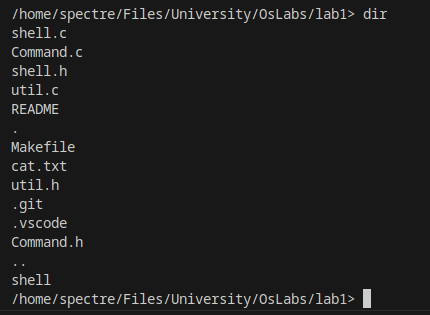 /home/spectre/Files/University/OsLabs/lab1> dir
shell.c
Command.c
shell.h
util.c
README
.
Makefile
cat.txt
util.h
.git
.vscode
Command.h
..
shell
/home/spectre/Files/University/OsLabs/lab1>